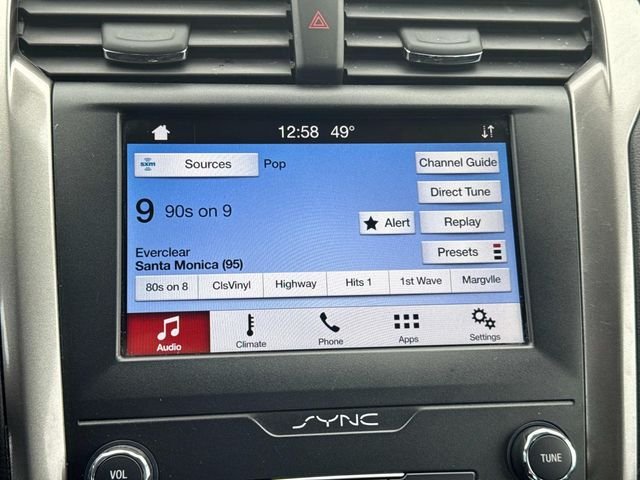 12:58 49°
sxm Sources Pop Channel Guide
Direct Tune
9 90s on 9
Alert Replay
Presets
Everclear
Santa Monica (95)
80s on 8 ClsVinyl Highway Hits 1 1st Wave Margvlle
Audio Climate Phone Apps Settings
SYNC
VOL TUNE